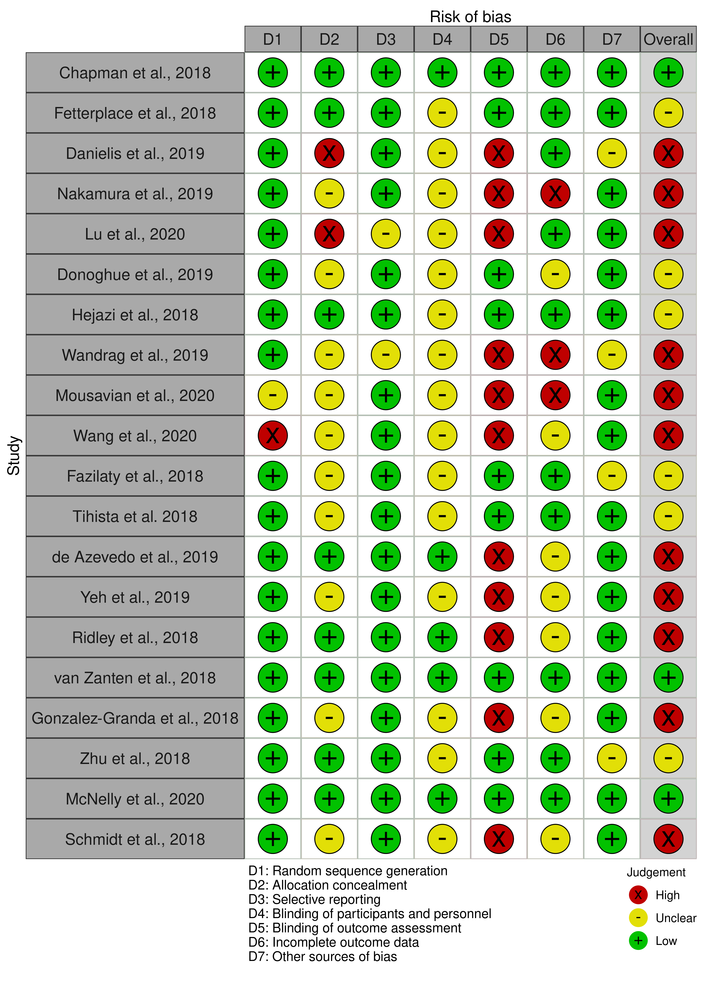 Risk of bias
D1 D2 D3 D4 D5 D6 D7 Overall
Study
Chapman et al., 2018 + + + + + + + +
Fetterplace et al., 2018 + + + - + + + -
Danielis et al., 2019 + X + - X + - X
Nakamura et al., 2019 + - + - X X + X
Lu et al., 2020 + X - - X + + X
Donoghue et al., 2019 + - + - + - + -
Hejazi et al., 2018 + + + - + + + -
Wandrag et al., 2019 + - - - X X - X
Mousavian et al., 2020 - - + - X X + X
Wang et al., 2020 X - + - X - + X
Fazilaty et al., 2018 + - + - + + - -
Tihista et al. 2018 + - + - + + + -
de Azevedo et al., 2019 + + + + X - + X
Yeh et al., 2019 + - + - X - + X
Ridley et al., 2018 + + + + X - + X
van Zanten et al., 2018 + + + + + + + +
Gonzalez-Granda et al., 2018 + - + - X - + X
Zhu et al., 2018 + + + - + + - -
McNelly et al., 2020 + + + + + + + +
Schmidt et al., 2018 + - + - X - + X
D1: Random sequence generation
D2: Allocation concealment
D3: Selective reporting
D4: Blinding of participants and personnel
D5: Blinding of outcome assessment
D6: Incomplete outcome data
D7: Other sources of bias
Judgement
X High
- Unclear
+ Low